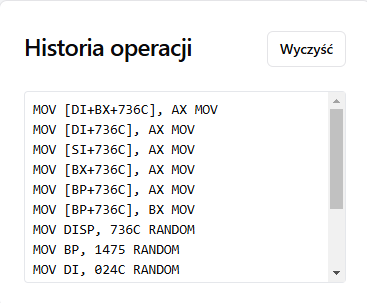 Historia operacji
Wyczyść
MOV [DI+BX+736C], AX MOV
MOV [DI+736C], AX MOV
MOV [SI+736C], AX MOV
MOV [BX+736C], AX MOV
MOV [BP+736C], AX MOV
MOV [BP+736C], BX MOV
MOV DISP, 736C RANDOM
MOV BP, 1475 RANDOM
MOV DI, 024C RANDOM